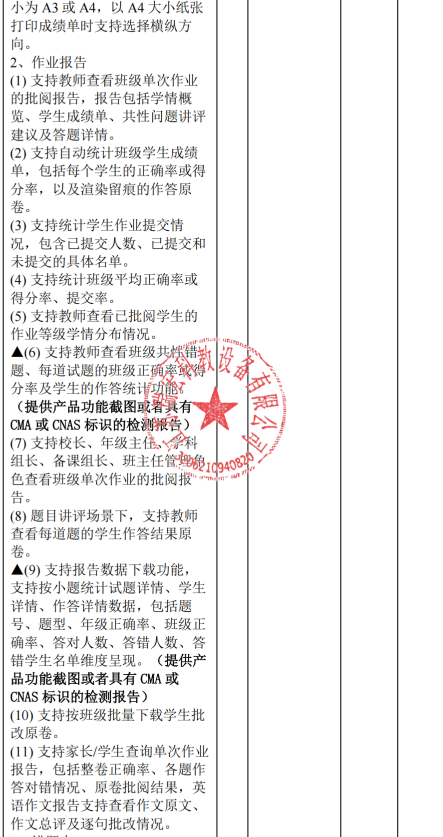 小为 A3 或 A4，以 A4 大小纸张
打印成绩单时支持选择横纵方
向。
2、作业报告
(1) 支持教师查看班级单次作业
的批阅报告，报告包括学情概
览、学生成绩单、共性问题讲评
建议及答题详情。
(2) 支持自动统计班级学生成绩
单，包括每个学生的正确率或得
分率，以及渲染留痕的作答原
卷。
(3) 支持统计学生作业提交情
况，包含已提交人数、已提交和
未提交的具体名单。
(4) 支持统计班级平均正确率或
得分率、提交率。
(5) 支持教师查看已批阅学生的
作业等级学情分布情况。
▲(6) 支持教师查看班级共性错
题、每道试题的班级正确率或得
分率及学生的作答统计功能。
（提供产品功能截图或者具有
CMA 或 CNAS 标识的检测报告）
(7) 支持校长、年级主任、学科
组长、备课组长、班主任管理角
色查看班级单次作业的批阅报
告。
(8) 题目讲评场景下，支持教师
查看每道题的学生作答结果原
卷。
▲(9) 支持报告数据下载功能，
支持按小题统计试题详情、学生
详情、作答详情数据，包括题
号、题型、年级正确率、班级正
确率、答对人数、答错人数、答
错学生名单维度呈现。（提供产
品功能截图或者具有 CMA 或
CNAS 标识的检测报告）
(10) 支持按班级批量下载学生批
改原卷。
(11) 支持家长/学生查询单次作业
报告，包括整卷正确率、各题作
答对错情况、原卷批阅结果，英
语作文报告支持查看作文原文、
作文总评及逐句批改情况。
教设备有限公司